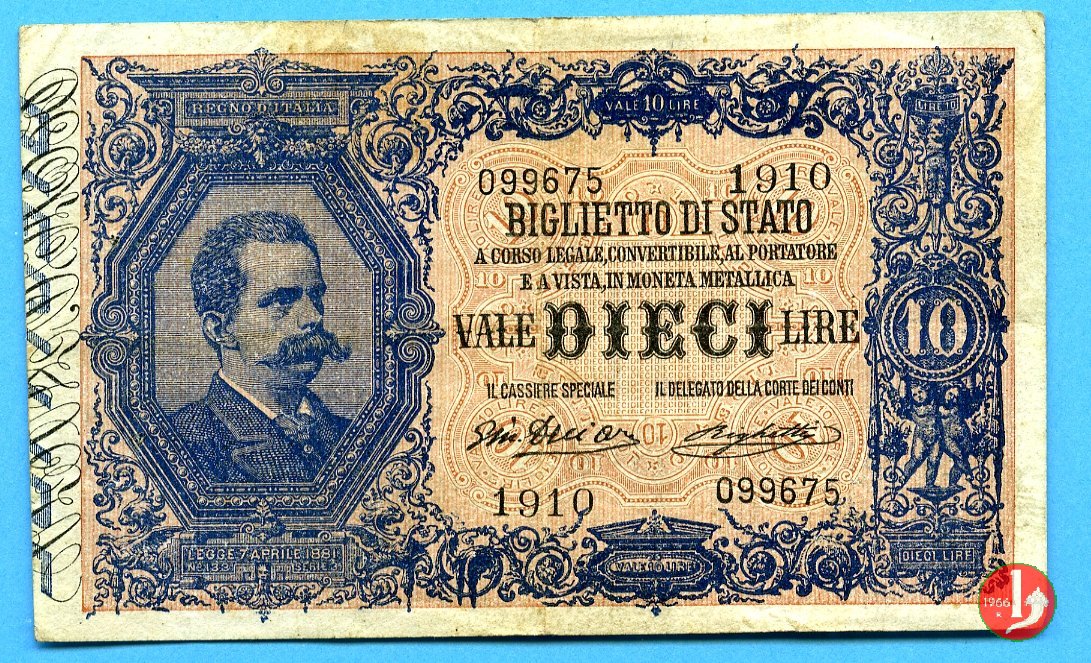 REGNO D'ITALIA
VALE 10 LIRE
LIRE 10
099675 1910
BIGLIETTO DI STATO
A CORSO LEGALE, CONVERTIBILE, AL PORTATORE
E A VISTA, IN MONETA METALLICA
VALE DIECI LIRE
10
IL CASSIERE SPECIALE IL DELEGATO DELLA CORTE DEI CONTI
1910 099675
LEGGE 7 APRILE 1881
VALE 10 LIRE
DIECI LIRE
1966